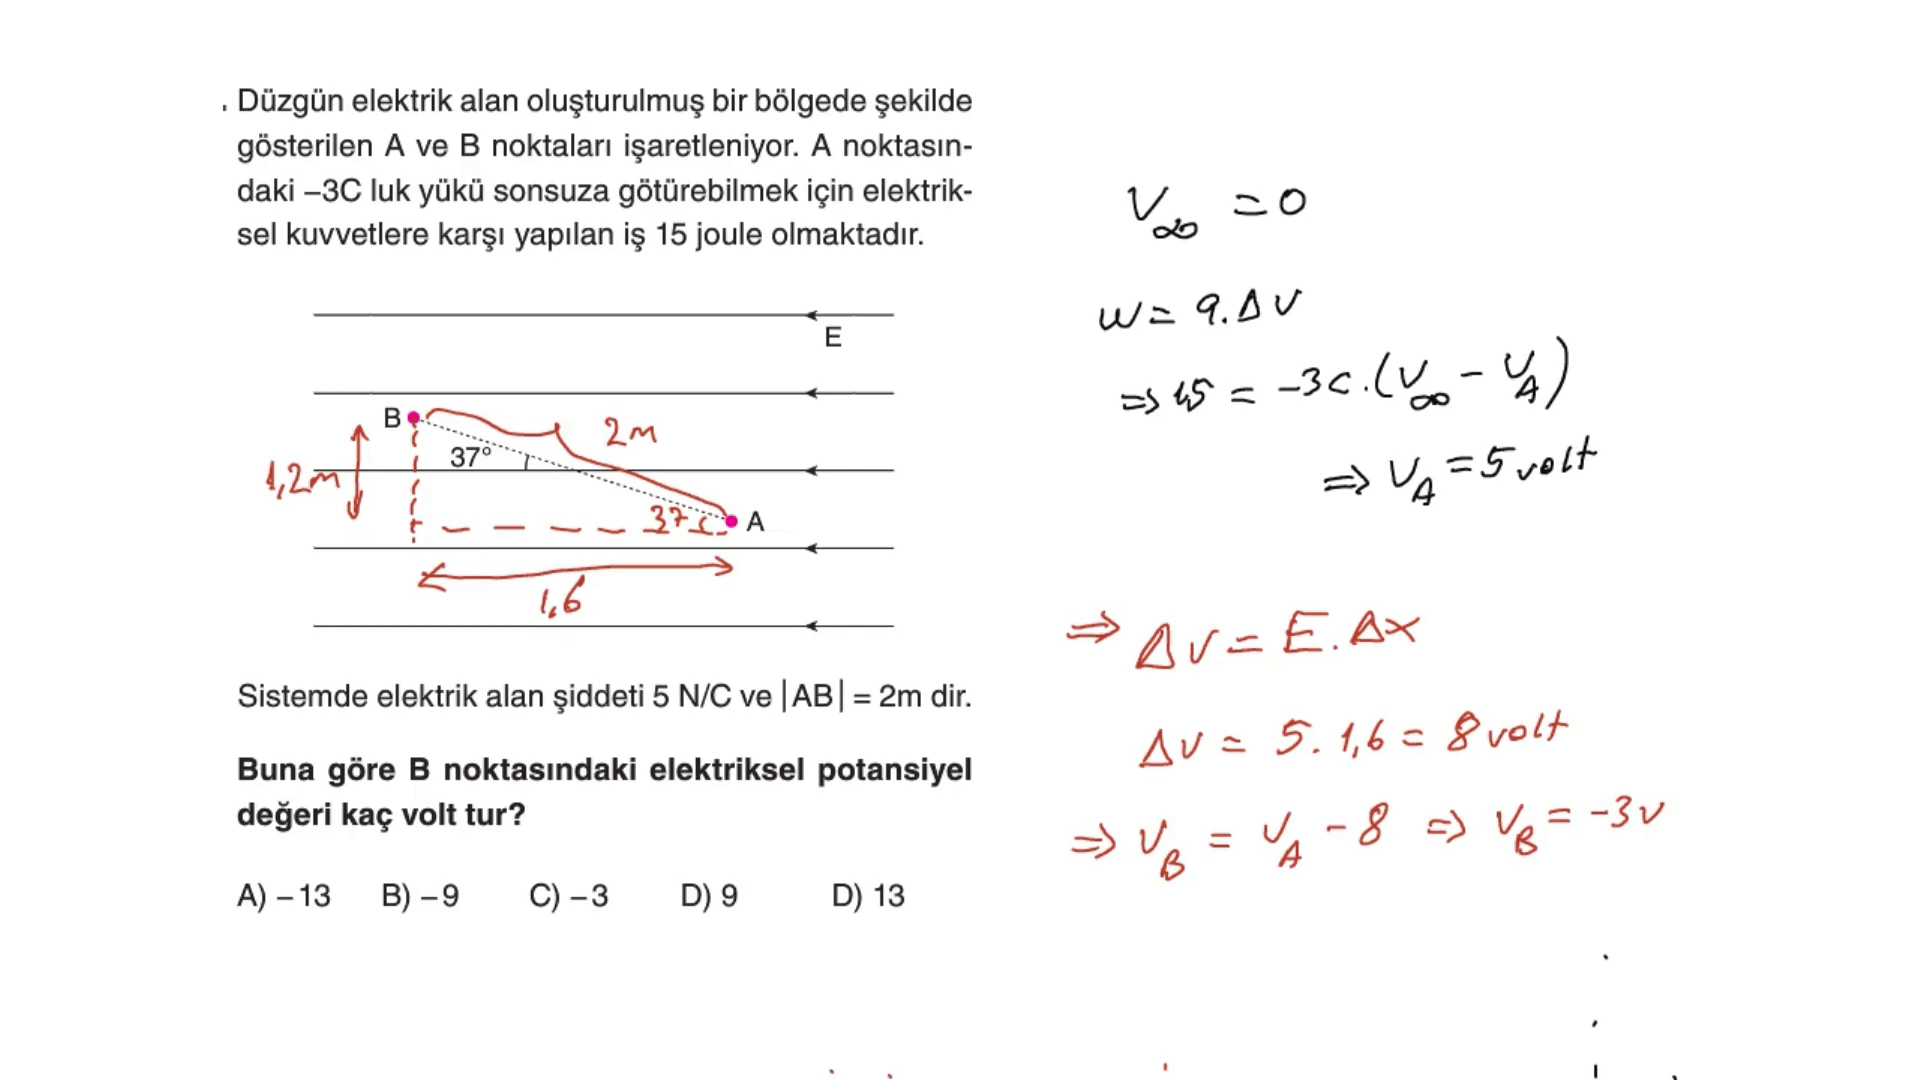 Düzgün elektrik alan oluşturulmuş bir bölgede şekilde
gösterilen A ve B noktaları işaretleniyor. A noktasın-
daki –3C luk yükü sonsuza götürebilmek için elektrik-
sel kuvvetlere karşı yapılan iş 15 joule olmaktadır.
E
B
2m
37°
1,2m
37
A
1,6
Sistemde elektrik alan şiddeti 5 N/C ve |AB| = 2m dir.
Buna göre B noktasındaki elektriksel potansiyel
değeri kaç volt tur?
A) – 13 B) – 9 C) – 3 D) 9 D) 13
V∞ = 0
W = q.ΔV
⇒ 15 = -3C.(V∞ - VA)
⇒ VA = 5 volt
⇒ ΔV = E.Δx
ΔV = 5. 1,6 = 8 volt
⇒ VB = VA - 8 ⇒ VB = -3V